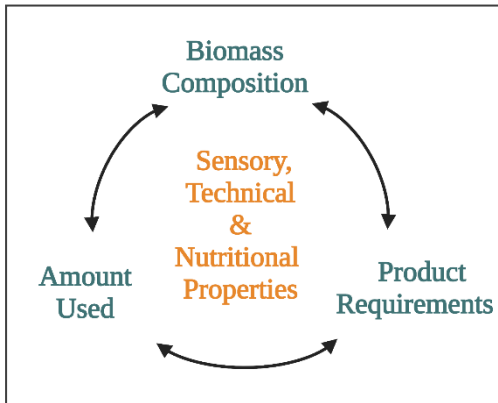 Biomass
Composition
Sensory,
Technical
&
Nutritional
Properties
Amount
Used
Product
Requirements